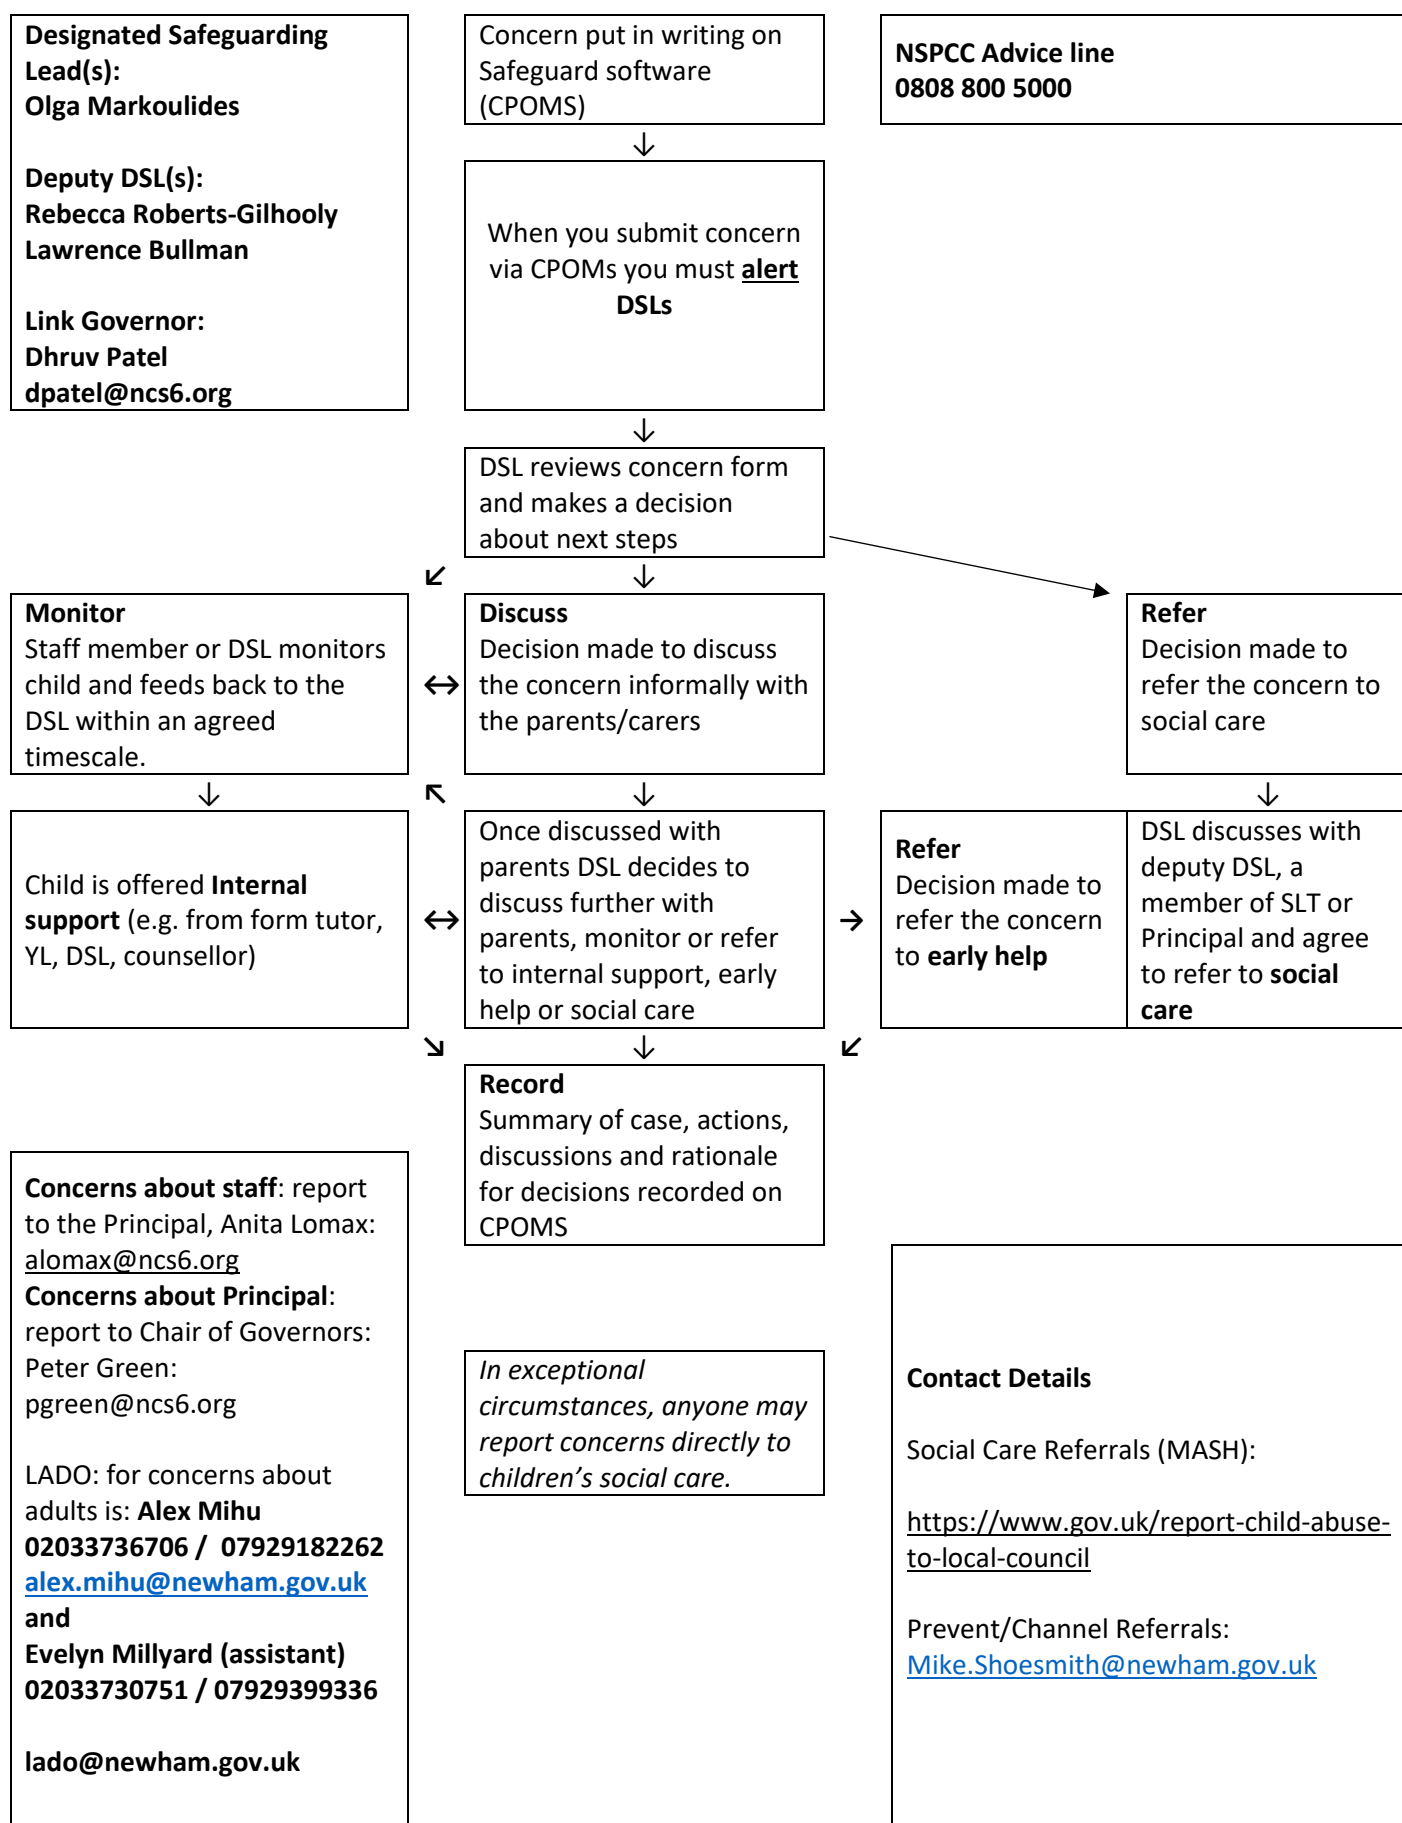 Designated Safeguarding
Lead(s):
Olga Markoulides
Deputy DSL(s):
Rebecca Roberts-Gilhooly
Lawrence Bullman
Link Governor:
Dhruv Patel
dpatel@ncs6.org
Concern put in writing on
Safeguard software
(CPOMS)
NSPCC Advice line
0808 800 5000
↓
When you submit concern
via CPOMs you must alert
DSLs
↓
DSL reviews concern form
and makes a decision
about next steps
↙ ↓
Monitor
Staff member or DSL monitors
child and feeds back to the
DSL within an agreed
timescale.
↔
Discuss
Decision made to discuss
the concern informally with
the parents/carers
Refer
Decision made to
refer the concern to
social care
↓ ↖ ↓ ↓
Child is offered Internal
support (e.g. from form tutor,
YL, DSL, counsellor)
↔
Once discussed with
parents DSL decides to
discuss further with
parents, monitor or refer
to internal support, early
help or social care
→
Refer
Decision made to
refer the concern
to early help
DSL discusses with
deputy DSL, a
member of SLT or
Principal and agree
to refer to social
care
↘ ↓ ↙
Record
Summary of case, actions,
discussions and rationale
for decisions recorded on
CPOMS
Concerns about staff: report
to the Principal, Anita Lomax:
alomax@ncs6.org
Concerns about Principal:
report to Chair of Governors:
Peter Green:
pgreen@ncs6.org
LADO: for concerns about
adults is: Alex Mihu
02033736706 / 07929182262
alex.mihu@newham.gov.uk
and
Evelyn Millyard (assistant)
02033730751 / 07929399336
lado@newham.gov.uk
In exceptional
circumstances, anyone may
report concerns directly to
children's social care.
Contact Details
Social Care Referrals (MASH):
https://www.gov.uk/report-child-abuse-
to-local-council
Prevent/Channel Referrals:
Mike.Shoesmith@newham.gov.uk